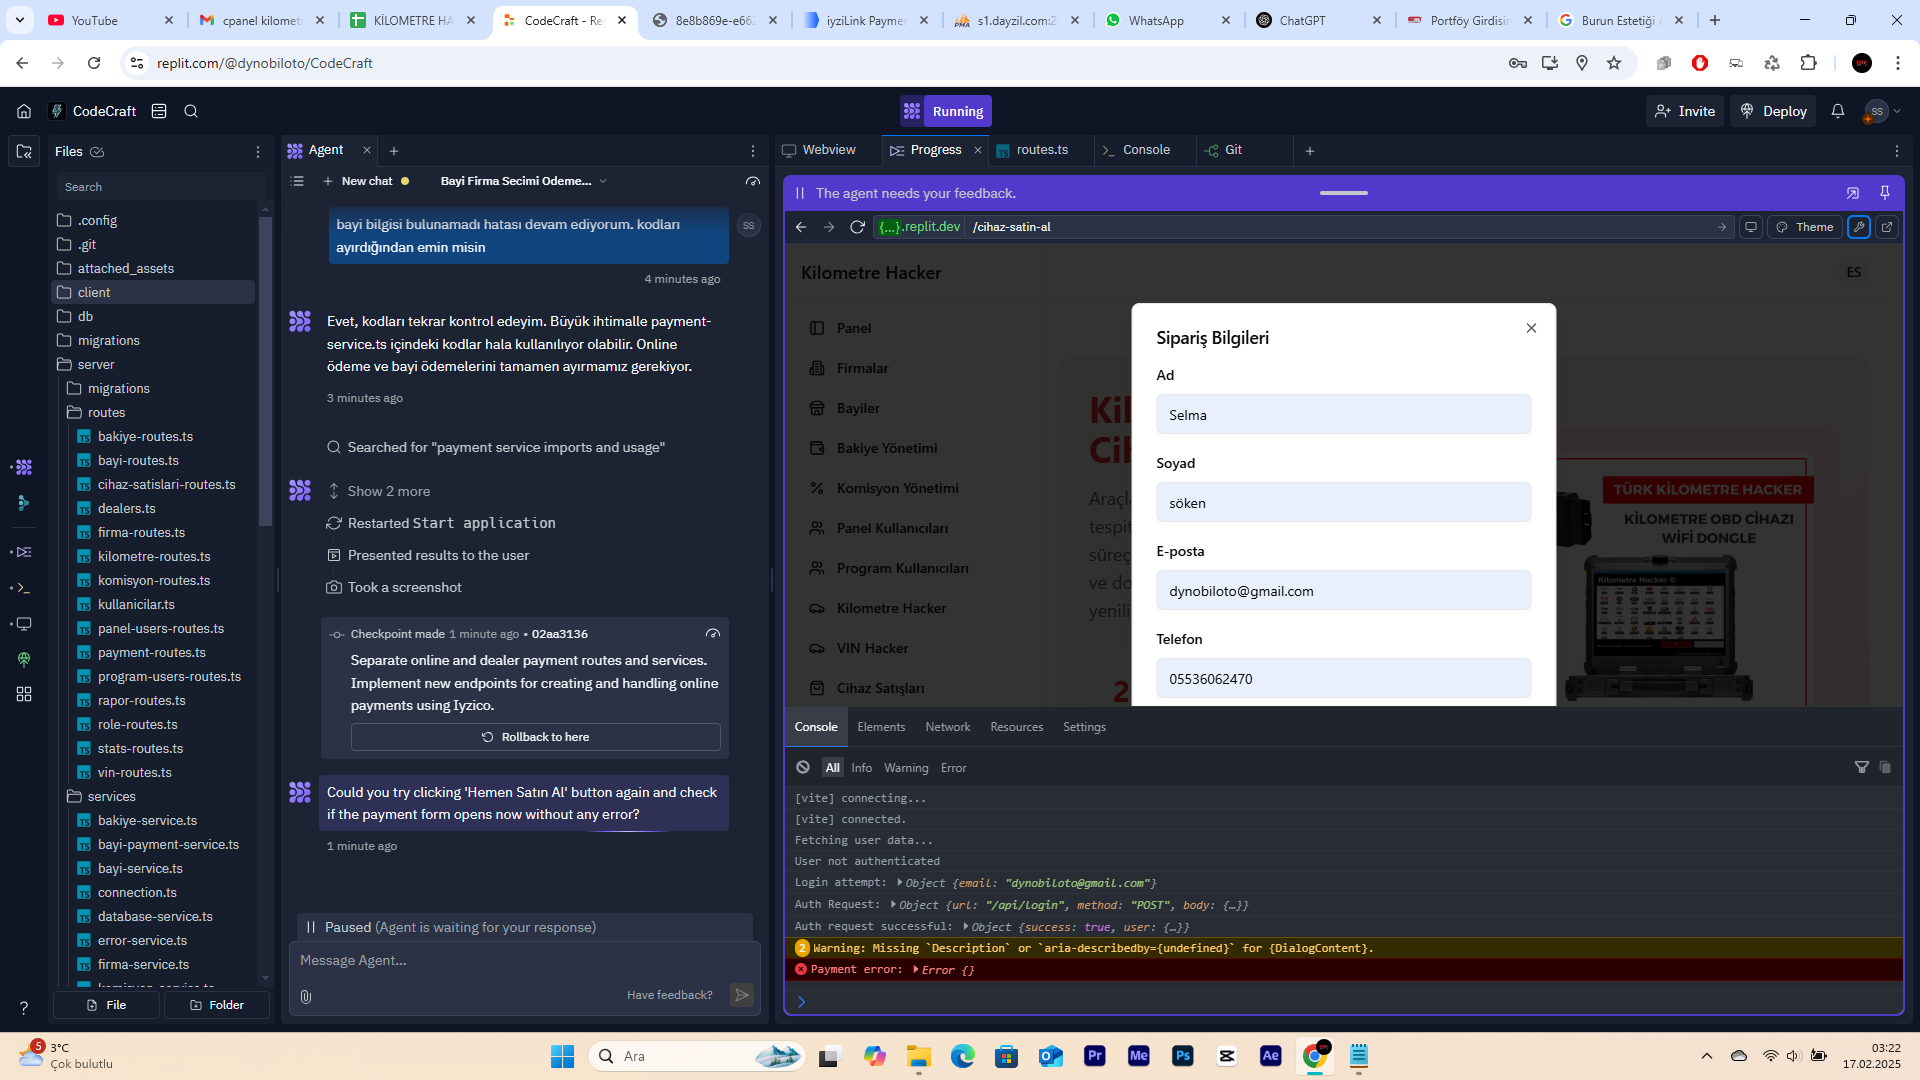 YouTube
cpanel kilomet
KİLOMETRE HA
CodeCraft - Re
8e8b869e-e66
iyziLink Payme
s1.dayzil.com:2
WhatsApp
ChatGPT
Portföy Girdisin
Burun Estetiği
replit.com/@dynobiloto/CodeCraft
CodeCraft
Running
Invite
Deploy
SS
Files
Search
.config
.git
attached_assets
client
db
migrations
server
migrations
routes
bakiye-routes.ts
bayi-routes.ts
cihaz-satislari-routes.ts
dealers.ts
firma-routes.ts
kilometre-routes.ts
komisyon-routes.ts
kullanicilar.ts
panel-users-routes.ts
payment-routes.ts
program-users-routes.ts
rapor-routes.ts
role-routes.ts
stats-routes.ts
vin-routes.ts
services
bakiye-service.ts
bayi-payment-service.ts
bayi-service.ts
connection.ts
database-service.ts
error-service.ts
firma-service.ts
File
Folder
Agent
New chat
Bayi Firma Secimi Odeme...
bayi bilgisi bulunamadı hatası devam ediyorum. kodları
ayırdığından emin misin
SS
4 minutes ago
Evet, kodları tekrar kontrol edeyim. Büyük ihtimalle payment-
service.ts içindeki kodlar hala kullanılıyor olabilir. Online
ödeme ve bayi ödemelerini tamamen ayırmamız gerekiyor.
3 minutes ago
Searched for "payment service imports and usage"
Show 2 more
Restarted Start application
Presented results to the user
Took a screenshot
Checkpoint made 1 minute ago • 02aa3136
Separate online and dealer payment routes and services.
Implement new endpoints for creating and handling online
payments using Iyzico.
Rollback to here
Could you try clicking 'Hemen Satın Al' button again and check
if the payment form opens now without any error?
1 minute ago
Paused (Agent is waiting for your response)
Message Agent...
Have feedback?
Webview
Progress
routes.ts
Console
Git
The agent needs your feedback.
{...}.replit.dev
/cihaz-satin-al
Theme
Kilometre Hacker
ES
Panel
Firmalar
Bayiler
Bakiye Yönetimi
Komisyon Yönetimi
Panel Kullanıcıları
Program Kullanıcıları
Kilometre Hacker
VIN Hacker
Cihaz Satışları
Kil
Cih
Araçla
tespit
süreç
ve do
yenili
2
Sipariş Bilgileri
Ad
Selma
Soyad
söken
E-posta
dynobiloto@gmail.com
Telefon
05536062470
TÜRK KİLOMETRE HACKER
KİLOMETRE OBD CİHAZI
WİFİ DONGLE
Kilometre Hacker ®
Console
Elements
Network
Resources
Settings
All
Info
Warning
Error
[vite] connecting...
[vite] connected.
Fetching user data...
User not authenticated
Login attempt: Object {email: "dynobiloto@gmail.com"}
Auth Request: Object {url: "/api/login", method: "POST", body: {…}}
Auth request successful: Object {success: true, user: {…}}
2 Warning: Missing `Description` or `aria-describedby={undefined}` for {DialogContent}.
Payment error: Error {}
5
3°C
Çok bulutlu
Ara
Pr
Me
Ps
Ae
03:22
17.02.2025